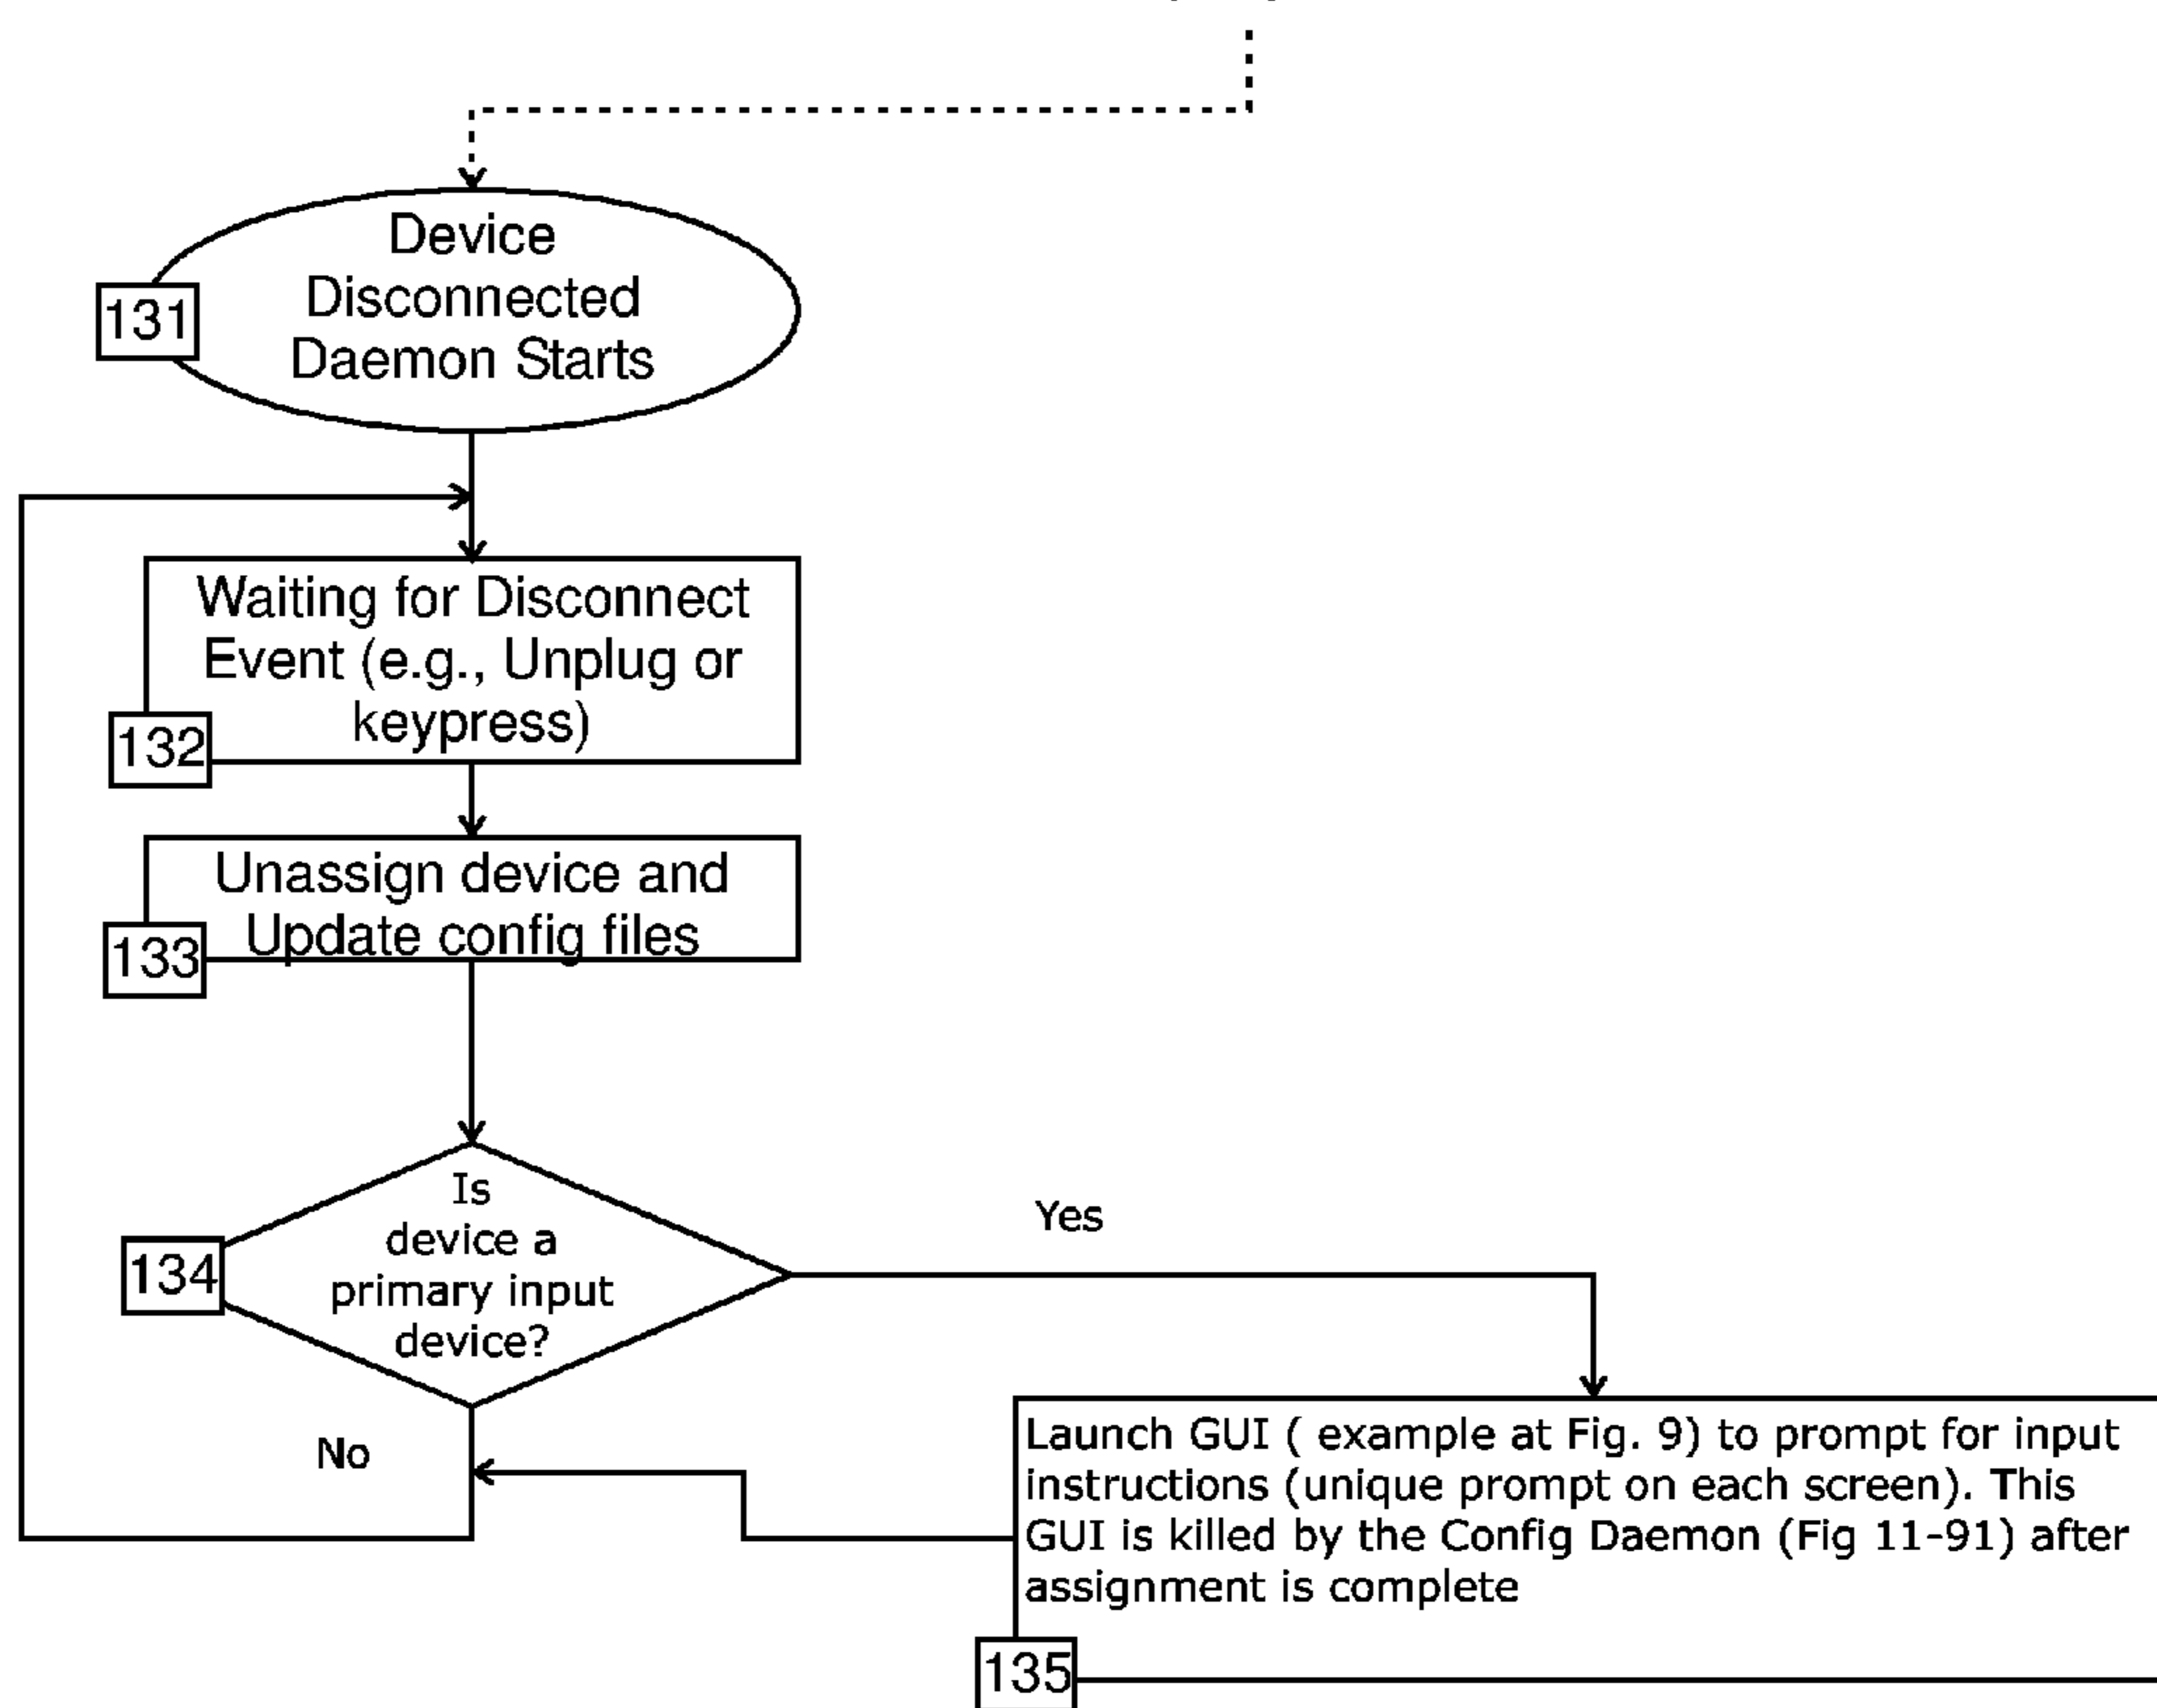 Device
Disconnected
Daemon Starts
131
Waiting for Disconnect
Event (e.g., Unplug or
keypress)
132
Unassign device and
Update config files
133
Is
device a
primary input
device?
134
Yes
No
Launch GUI ( example at Fig. 9) to prompt for input
instructions (unique prompt on each screen). This
GUI is killed by the Config Daemon (Fig 11-91) after
assignment is complete
135